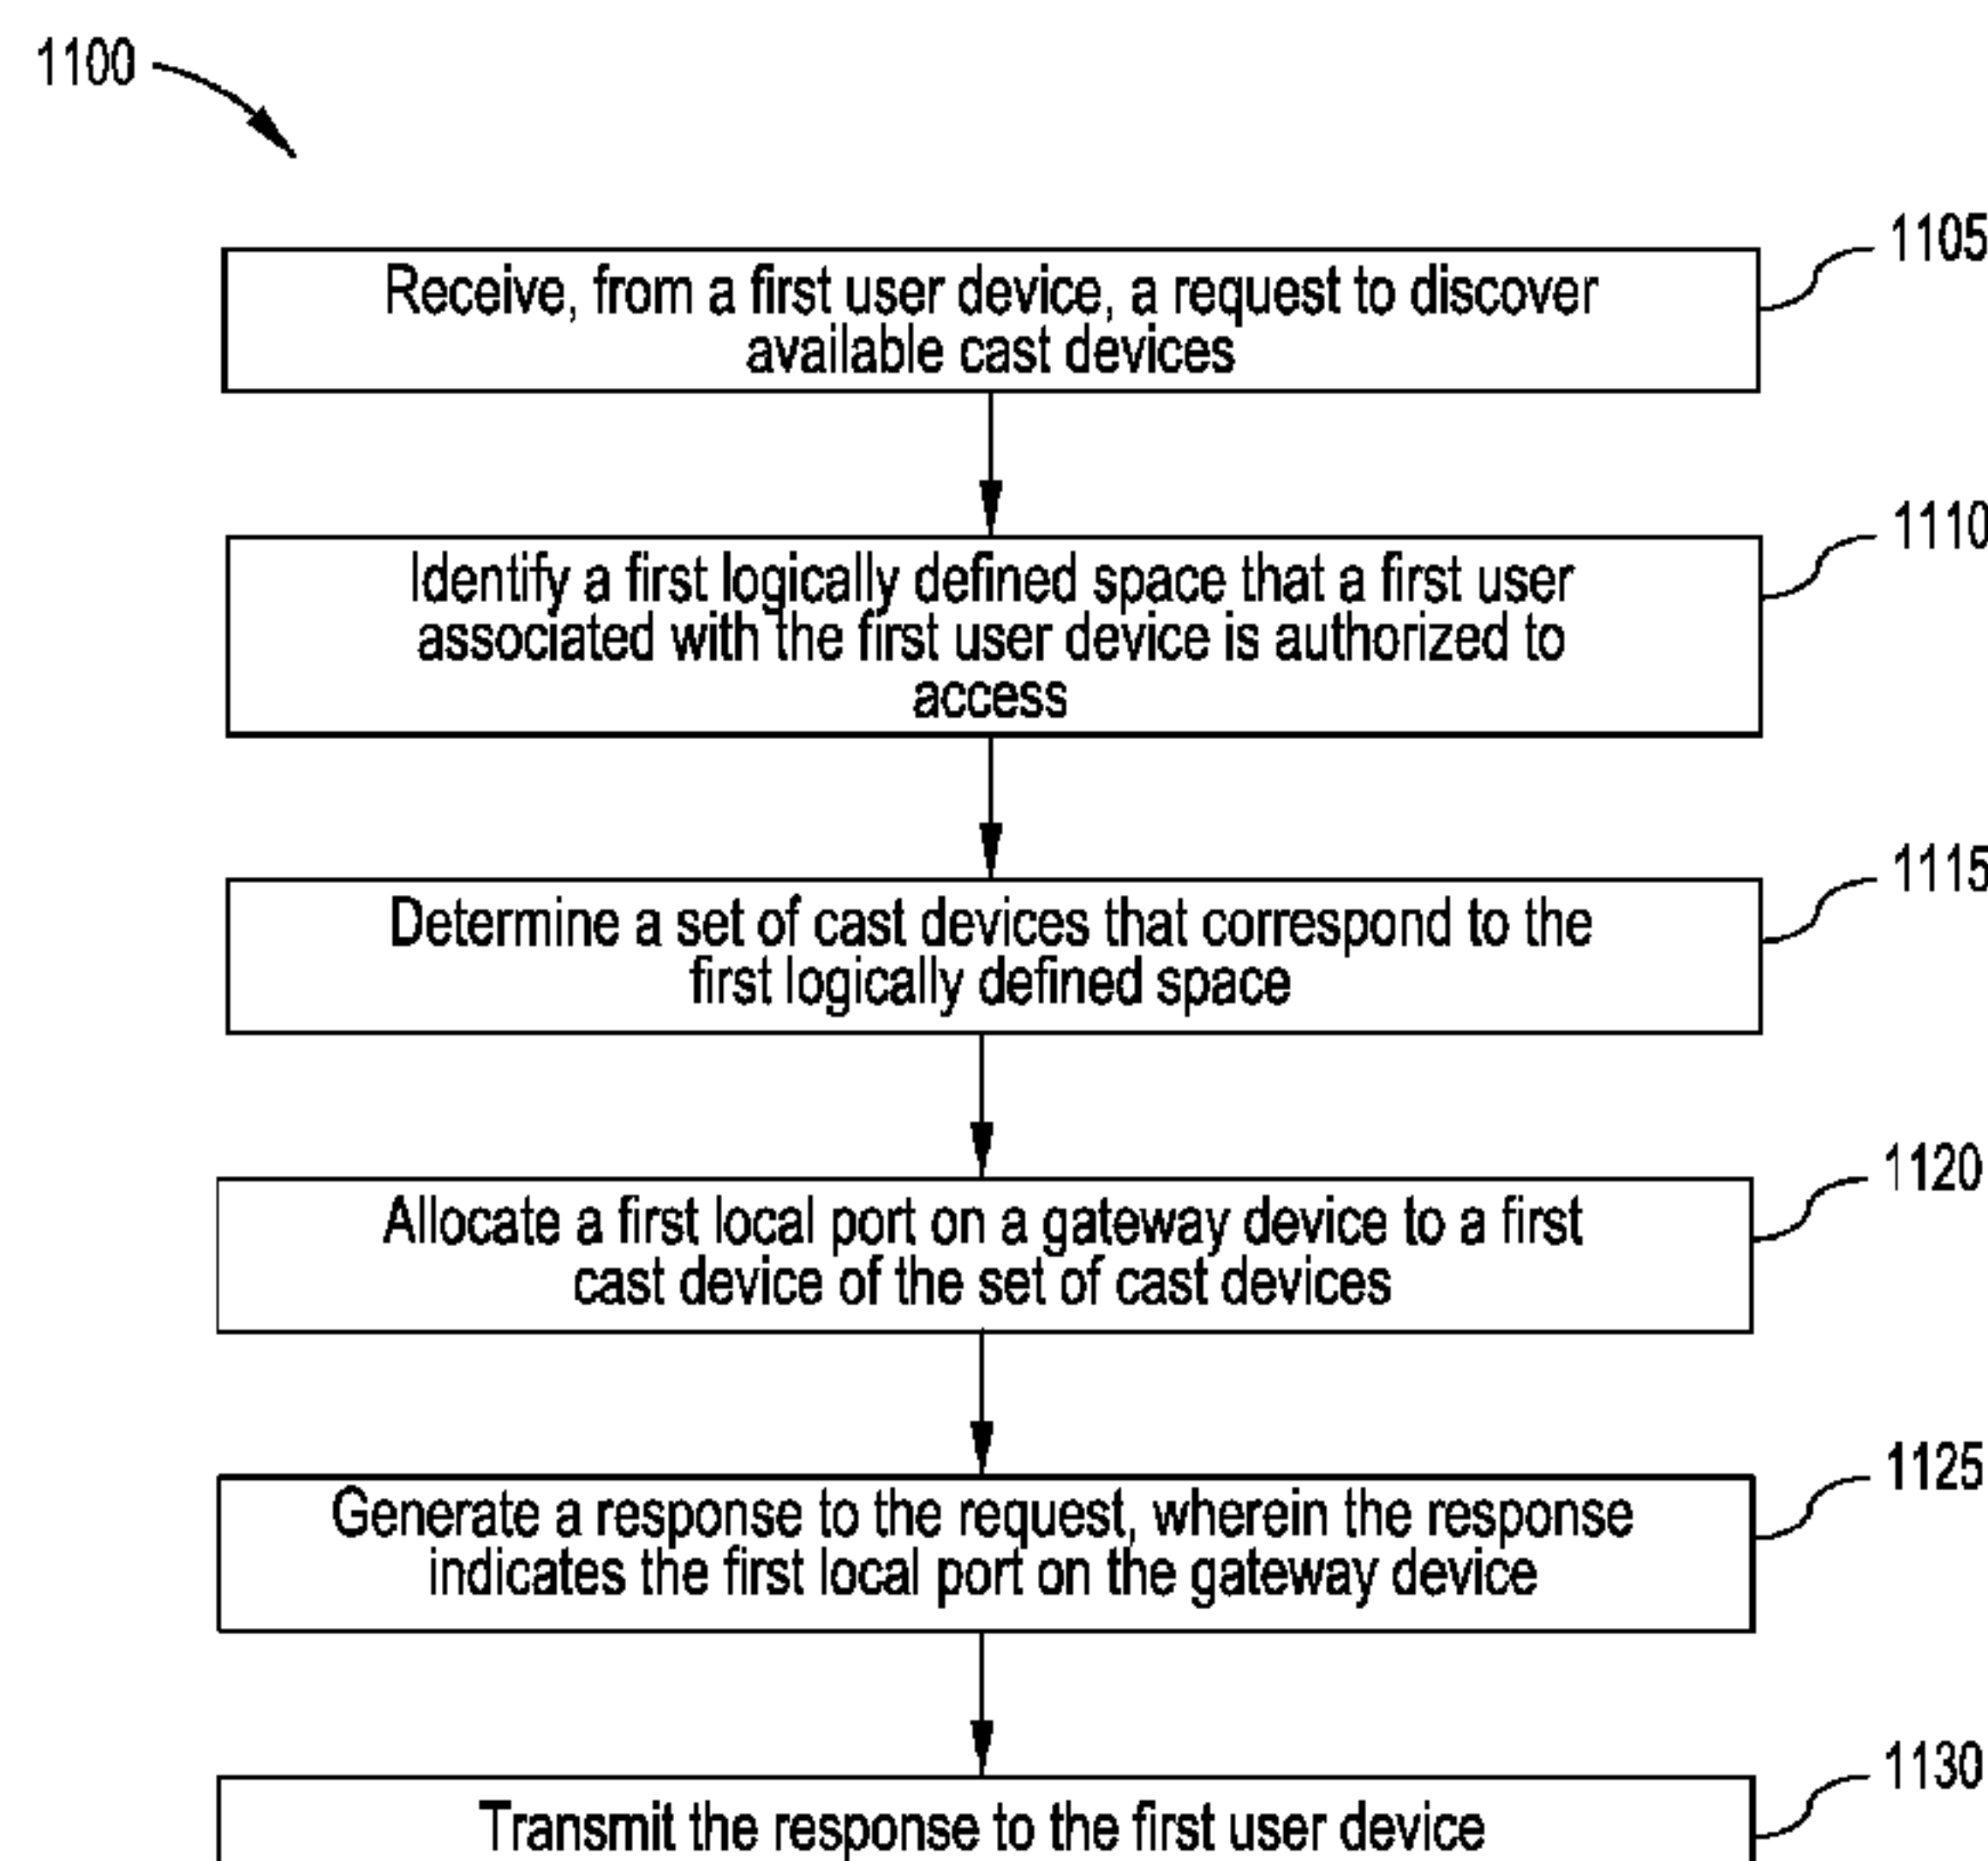 1100
1105
Receive, from a first user device, a request to discover
available cast devices
1110
Identify a first logically defined space that a first user
associated with the first user device is authorized to
access
1115
Determine a set of cast devices that correspond to the
first logically defined space
1120
Allocate a first local port on a gateway device to a first
cast device of the set of cast devices
1125
Generate a response to the request, wherein the response
indicates the first local port on the gateway device
1130
Transmit the response to the first user device